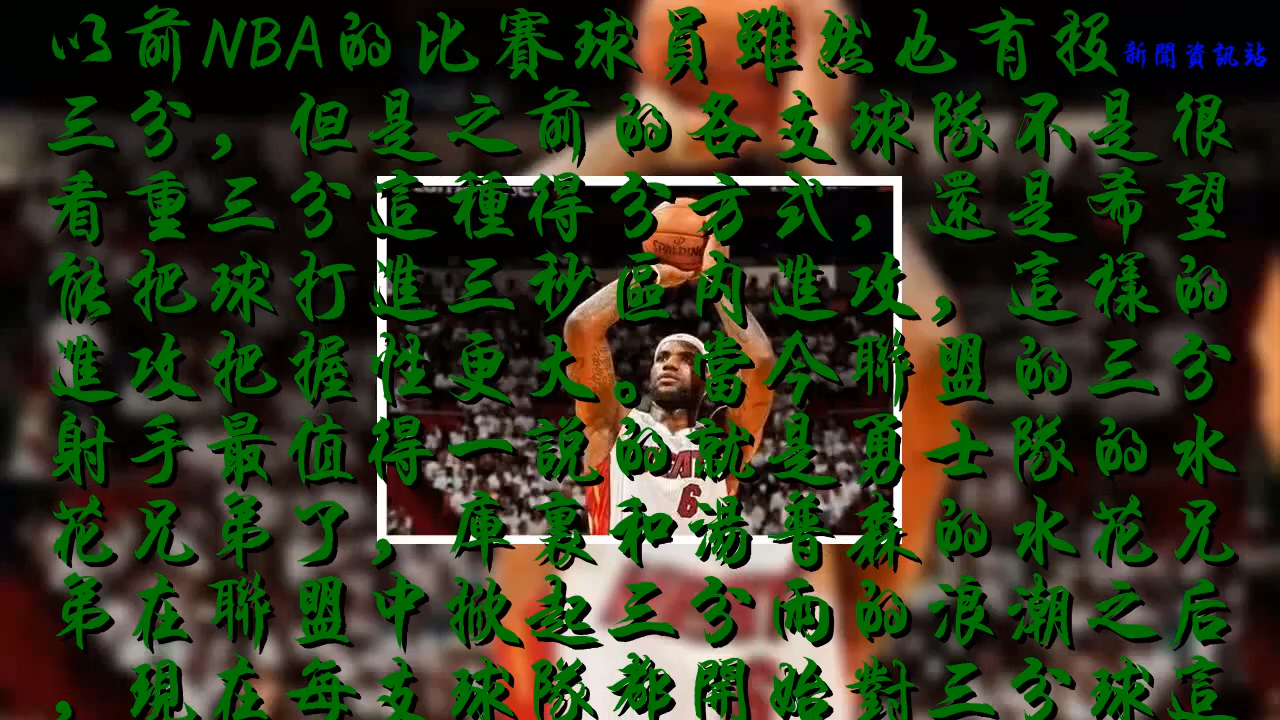 以前NBA的比賽球員雖然也有投
新聞資訊站
三分，但是之前的各支球隊不是很
看重三分這種得分方式，還是希望
能把球打進三秒區内進攻，這樣的
進攻把握性更大。當今聯盟的三分
射手最值得一說的就是勇士隊的水
花兄弟了，庫裏和湯普森的水花兄
弟在聯盟中掀起三分雨的浪潮之后
，現在每支球隊都開始對三分球這
SPALDING
6